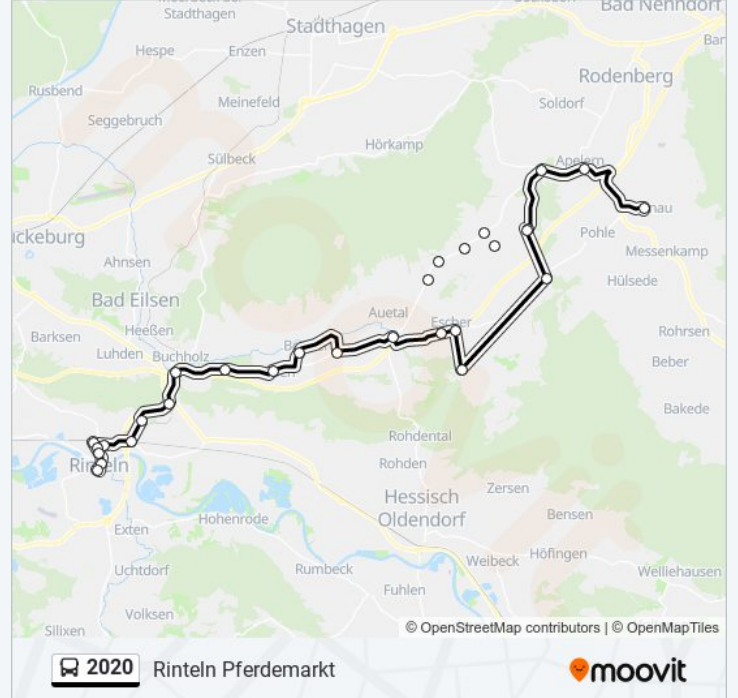 Bad Nenndorf
Stadthagen
Stadthagen
Hespe
Enzen
Rodenberg
Rusbend
Meinefeld
Soldorf
Seggebruch
Hörkamp
Sülbeck
Apelern
nau
Pohle
ückeburg
Messenkamp
Ahnsen
Hülsede
Bad Eilsen
Auetal
Escher
Heeßen
Rohrsen
Barksen
Luhden
Buchholz
Beber
Bakede
Rohdental
Rinteln
Rohden
Zersen
Hessisch
Oldendorf
Bensen
Hohenrode
Exten
Höfingen
Weibeck
Uchtdorf
Rumbeck
Welliehausen
Fuhlen
Volksen
Silixen
© OpenStreetMap contributors | © OpenMapTiles
2020 Rinteln Pferdemarkt
moovit